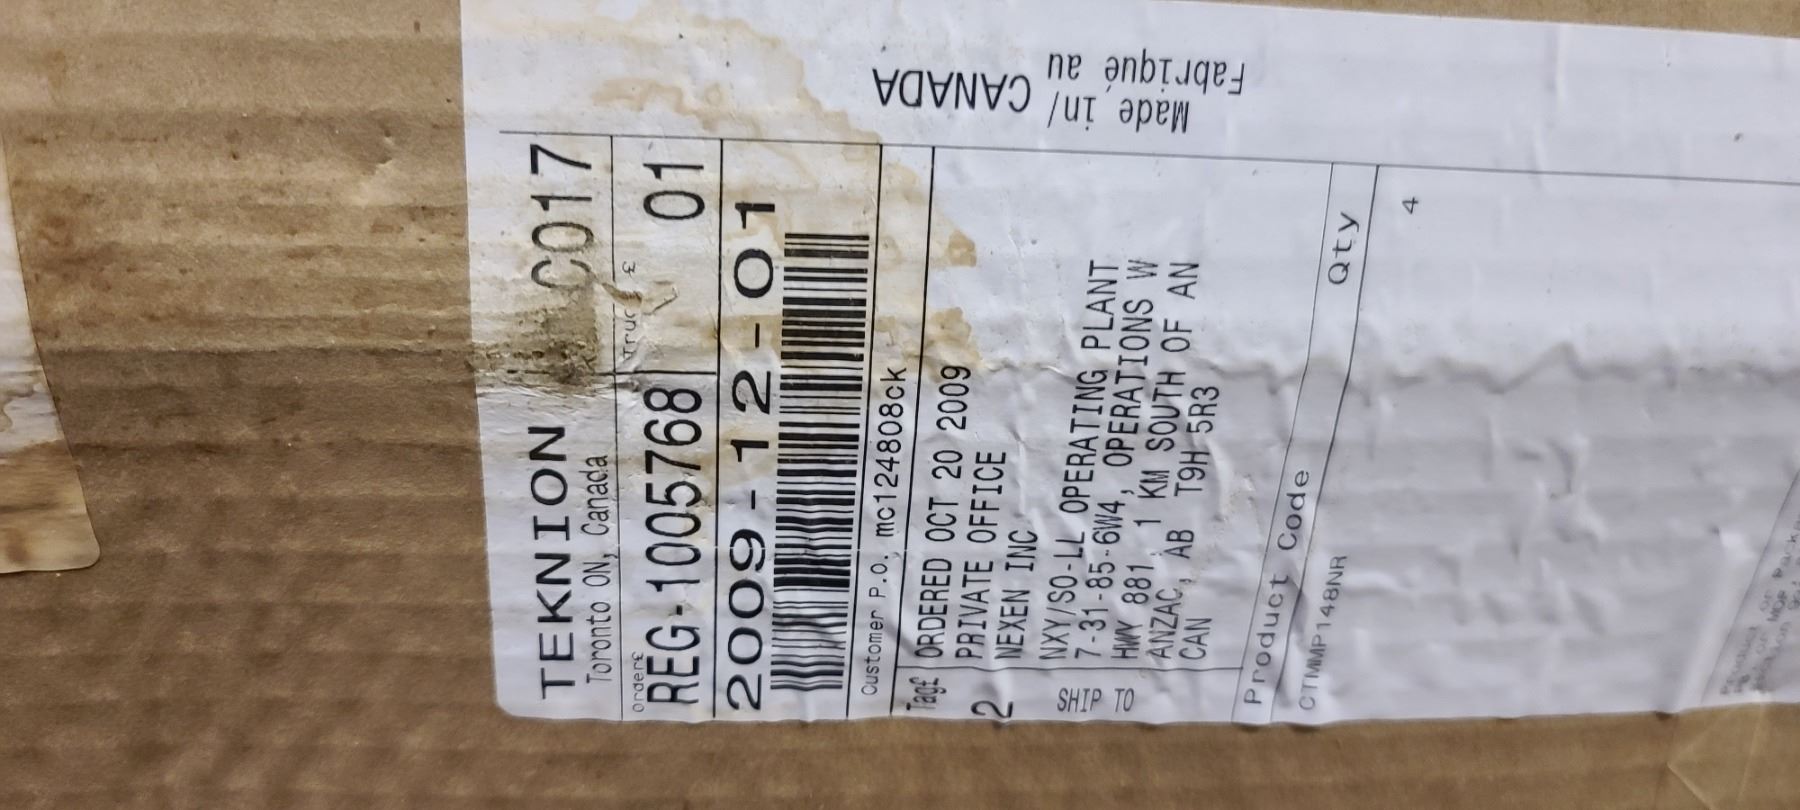 TEKNION C017
Toronto ON, Canada
Order£ Truck£ £
REG-1005768 01
2009-12-01
Customer P.O. mc124808ck
Tag£ ORDERED OCT 20 2009
2 PRIVATE OFFICE
NEXEN INC
SHIP TO
NXY/SO-LL OPERATING PLANT
7-31-85-6W4, OPERATIONS W
HWY 881 1 KM SOUTH OF AN
ANZAC, AB T9H 5R3
CAN
Product Code Qty
CTMMP148NR 4
Made in/ CANADA
Fabriqué au